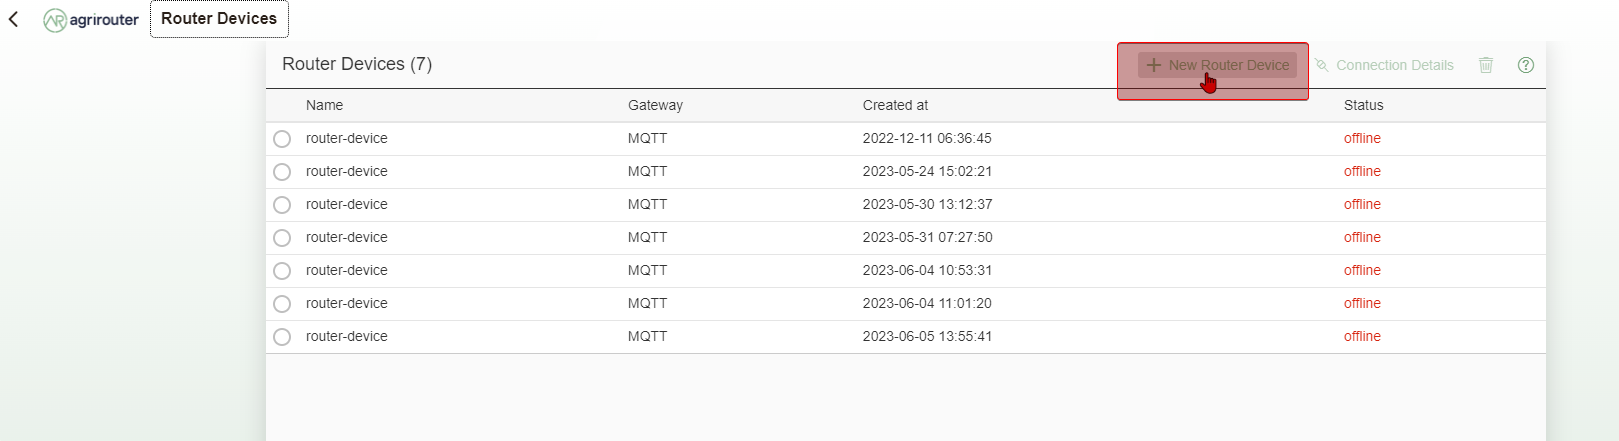 agrirouter Router Devices
Router Devices (7) New Router Device Connection Details
Name Gateway Created at Status
router-device MQTT 2022-12-11 06:36:45 offline
router-device MQTT 2023-05-24 15:02:21 offline
router-device MQTT 2023-05-30 13:12:37 offline
router-device MQTT 2023-05-31 07:27:50 offline
router-device MQTT 2023-06-04 10:53:31 offline
router-device MQTT 2023-06-04 11:01:20 offline
router-device MQTT 2023-06-05 13:55:41 offline